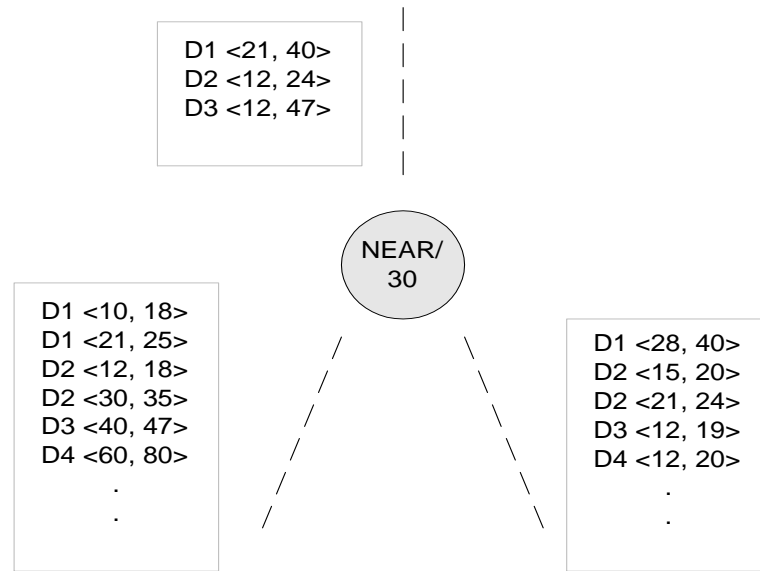 D1 <21, 40>
D2 <12, 24>
D3 <12, 47>
NEAR/
30
D1 <10, 18>
D1 <21, 25>
D2 <12, 18>
D2 <30, 35>
D3 <40, 47>
D4 <60, 80>
.
.
D1 <28, 40>
D2 <15, 20>
D2 <21, 24>
D3 <12, 19>
D4 <12, 20>
.
.